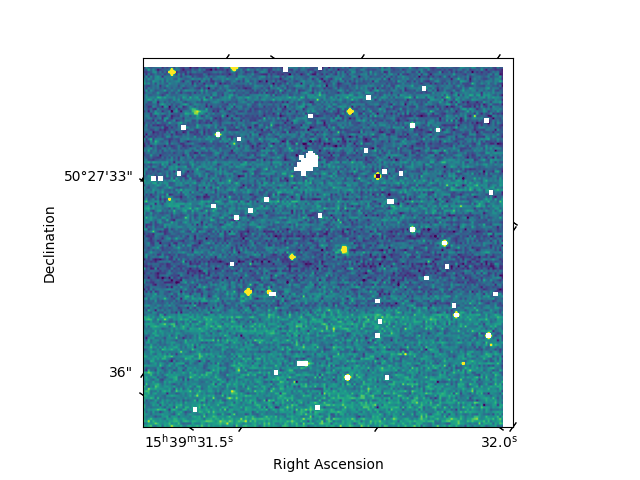 50°27'33"
Declination
36"
15ʰ39ᵐ31.5ˢ
32.0ˢ
Right Ascension